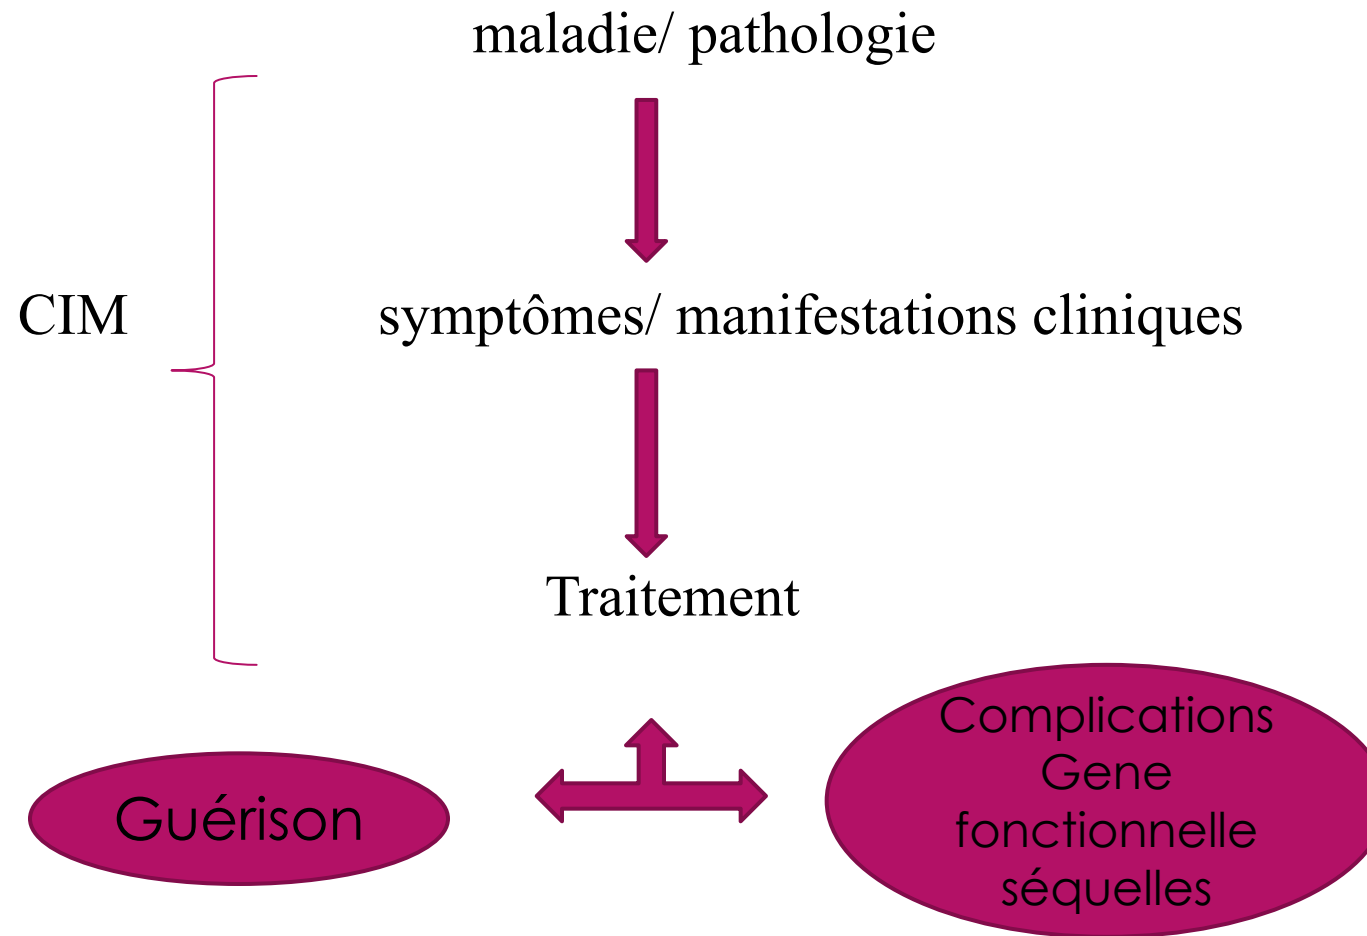 maladie/ pathologie
CIM
symptômes/ manifestations cliniques
Traitement
Guérison
Complications
Gene
fonctionnelle
séquelles